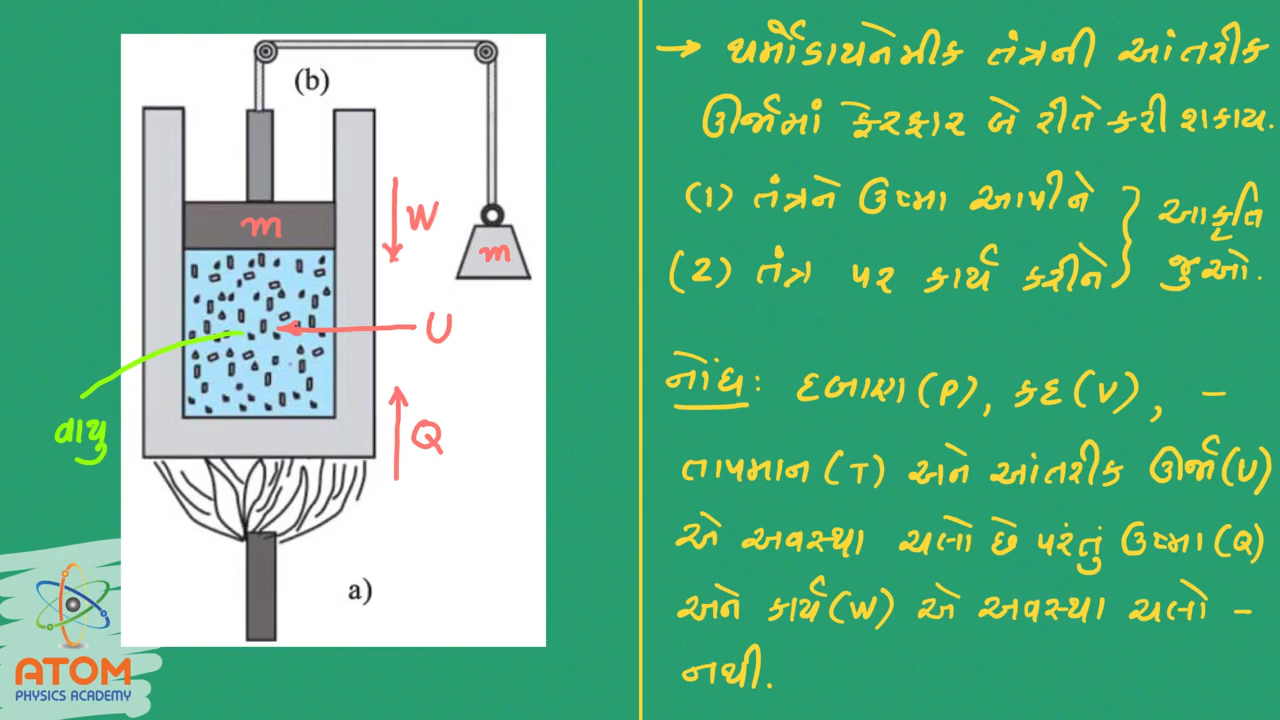 (b)
m
W
m
U
વાયુ
Q
a)
ATOM
PHYSICS ACADEMY
→ થર્મોડાયનેમીક તંત્રની આંતરીક
ઊર્જામાં ફેરફાર બે રીતે કરી શકાય.
(1) તંત્રને ઉષ્મા આપીને
(2) તંત્ર પર કાર્ય કરીને
} આકૃતિ
જુઓ.
નોંધ: દબાણ (P), કદ (V), -
તાપમાન (T) અને આંતરીક ઊર્જા (U)
એ અવસ્થા ચલો છે પરંતું ઉષ્મા (Q)
અને કાર્ય (W) એ અવસ્થા ચલો -
નથી.